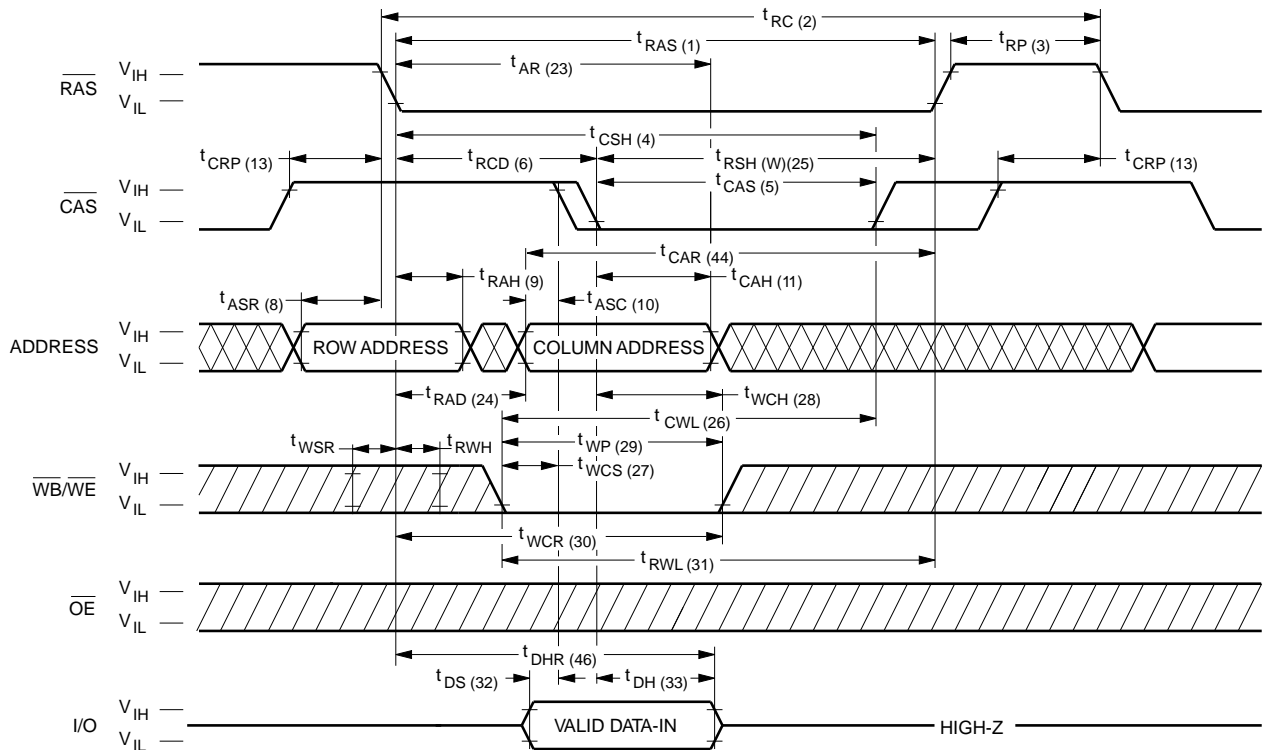 t RC (2)
t RAS (1)
t RP (3)
t AR (23)
RAS
V IH
V IL
t CSH (4)
t CRP (13)
t RCD (6)
t RSH (W)(25)
t CRP (13)
t CAS (5)
CAS
V IH
V IL
t CAR (44)
t RAH (9)
t CAH (11)
t ASR (8)
t ASC (10)
ADDRESS
V IH
V IL
ROW ADDRESS
COLUMN ADDRESS
t RAD (24)
t WCH (28)
t CWL (26)
t WSR
t RWH
t WP (29)
t WCS (27)
WB/WE
V IH
V IL
t WCR (30)
t RWL (31)
OE
V IH
V IL
t DHR (46)
t DS (32)
t DH (33)
I/O
V IH
V IL
VALID DATA-IN
HIGH-Z